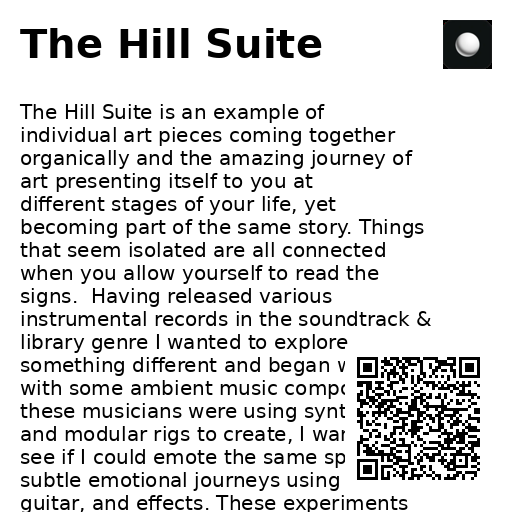 The Hill Suite
The Hill Suite is an example of
individual art pieces coming together
organically and the amazing journey of
art presenting itself to you at
different stages of your life, yet
becoming part of the same story. Things
that seem isolated are all connected
when you allow yourself to read the
signs.  Having released various
instrumental records in the soundtrack &
library genre I wanted to explore
something different and began
with some ambient music
these musicians were using
and modular rigs to create, I
see if I could emote the same
subtle emotional journeys using
guitar, and effects. These experiments